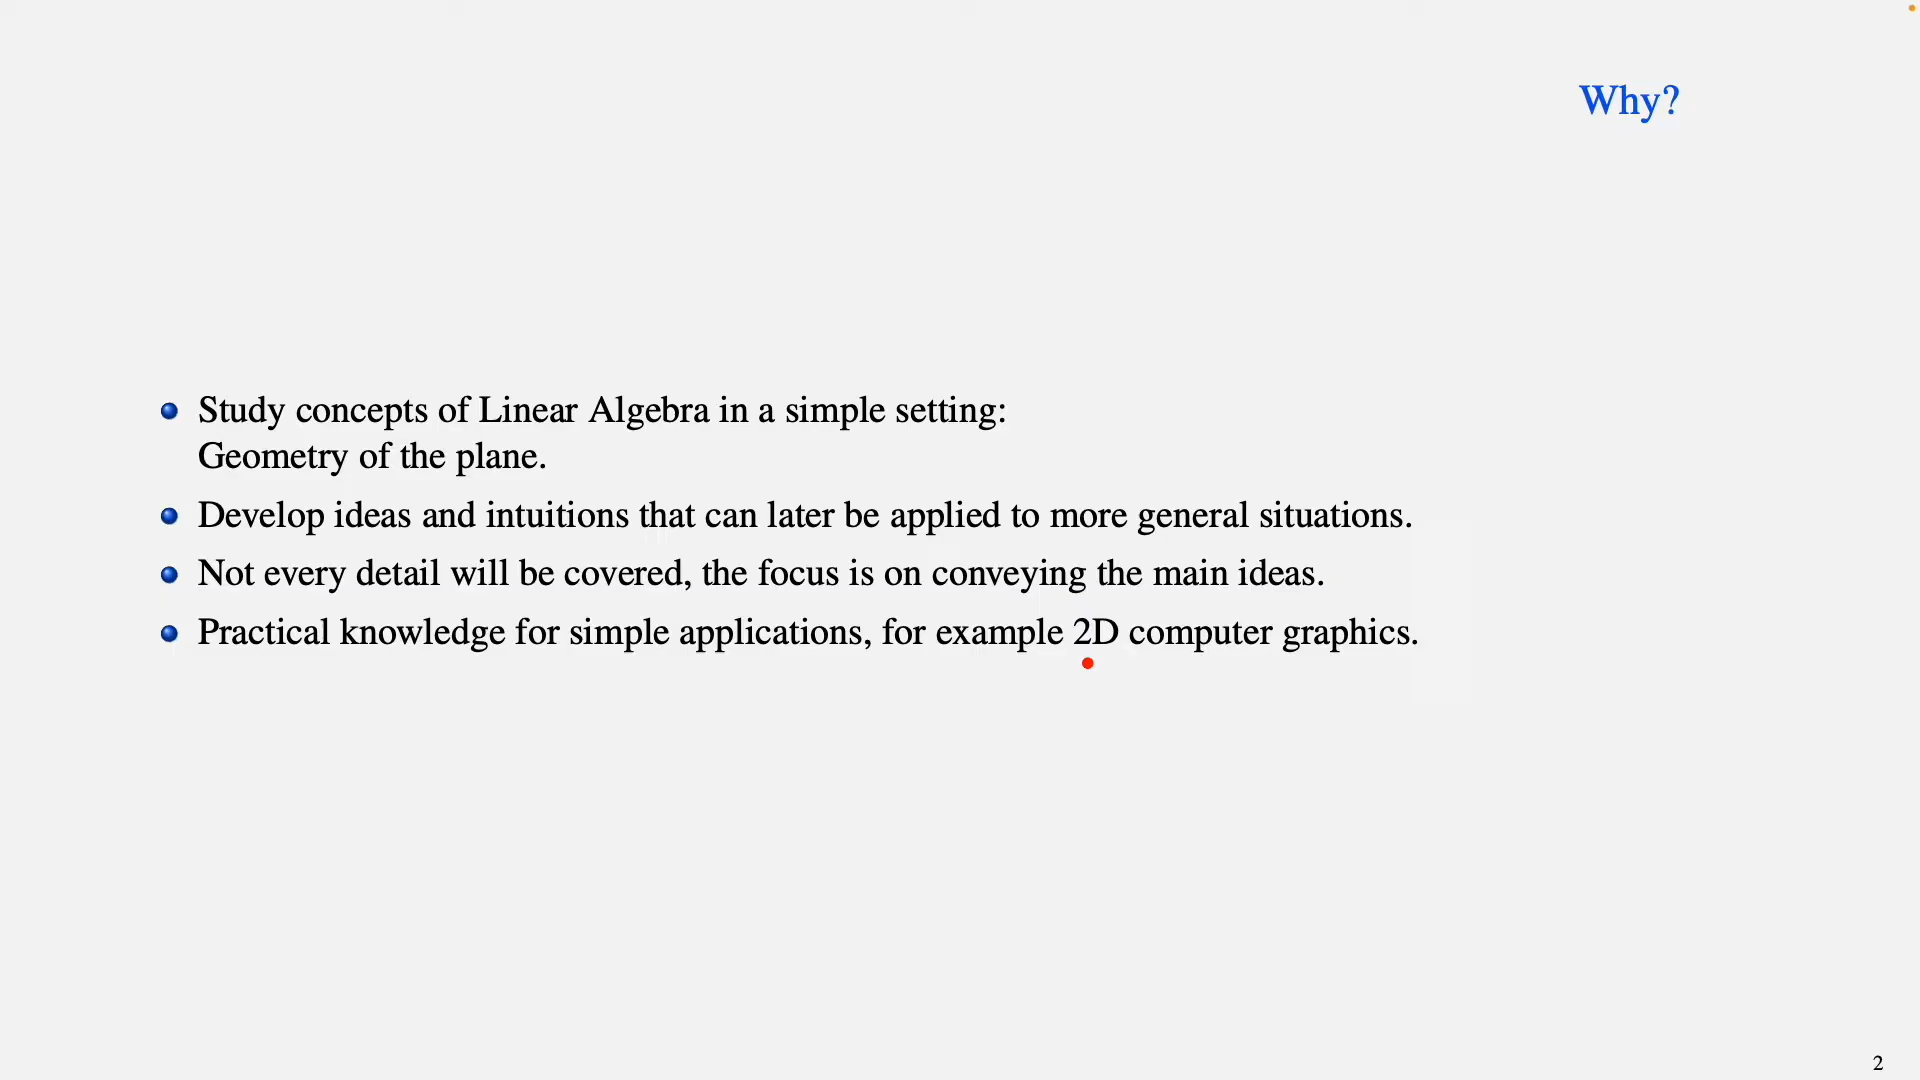 Why?
Study concepts of Linear Algebra in a simple setting:
Geometry of the plane.
Develop ideas and intuitions that can later be applied to more general situations.
Not every detail will be covered, the focus is on conveying the main ideas.
Practical knowledge for simple applications, for example 2D computer graphics.
2